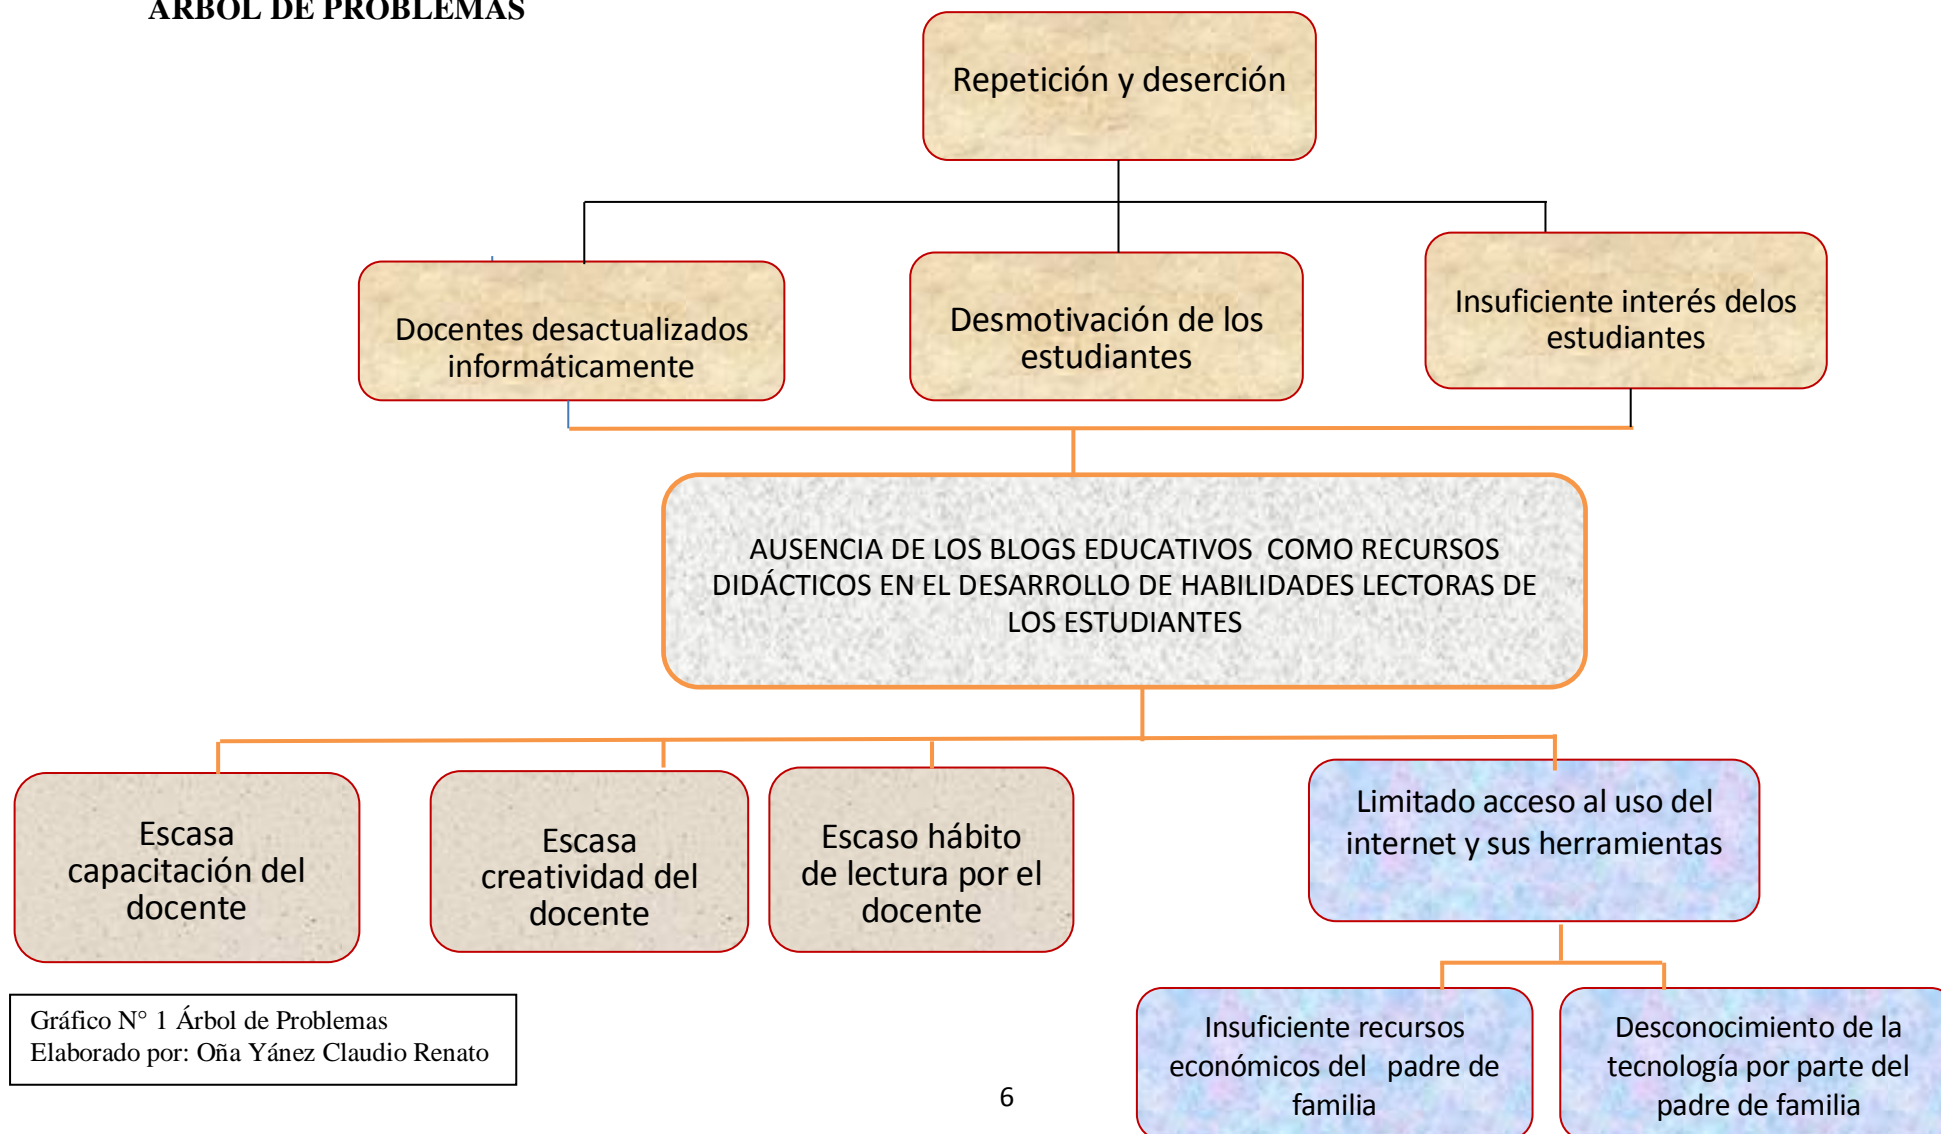 ARBOL DE PROBLEMAS
Repetición y deserción
Docentes desactualizados
informáticamente
Desmotivación de los
estudiantes
Insuficiente interés delos
estudiantes
AUSENCIA DE LOS BLOGS EDUCATIVOS COMO RECURSOS
DIDÁCTICOS EN EL DESARROLLO DE HABILIDADES LECTORAS DE
LOS ESTUDIANTES
Escasa
capacitación del
docente
Escasa
creatividad del
docente
Escaso hábito
de lectura por el
docente
Limitado acceso al uso del
internet y sus herramientas
Insuficiente recursos
económicos del padre de
familia
Desconocimiento de la
tecnología por parte del
padre de familia
Gráfico N° 1 Árbol de Problemas
Elaborado por: Oña Yánez Claudio Renato
6